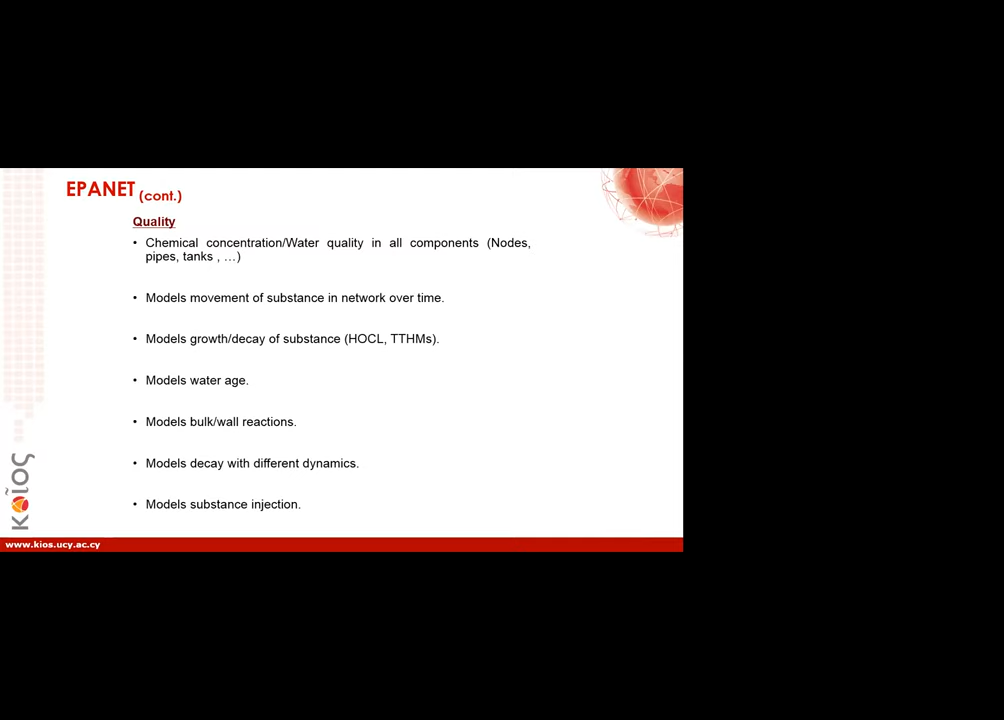 EPANET (cont.)
Quality
• Chemical concentration/Water quality in all components (Nodes,
pipes, tanks , …)
• Models movement of substance in network over time.
• Models growth/decay of substance (HOCL, TTHMs).
• Models water age.
• Models bulk/wall reactions.
• Models decay with different dynamics.
• Models substance injection.
κοῖος
www.kios.ucy.ac.cy